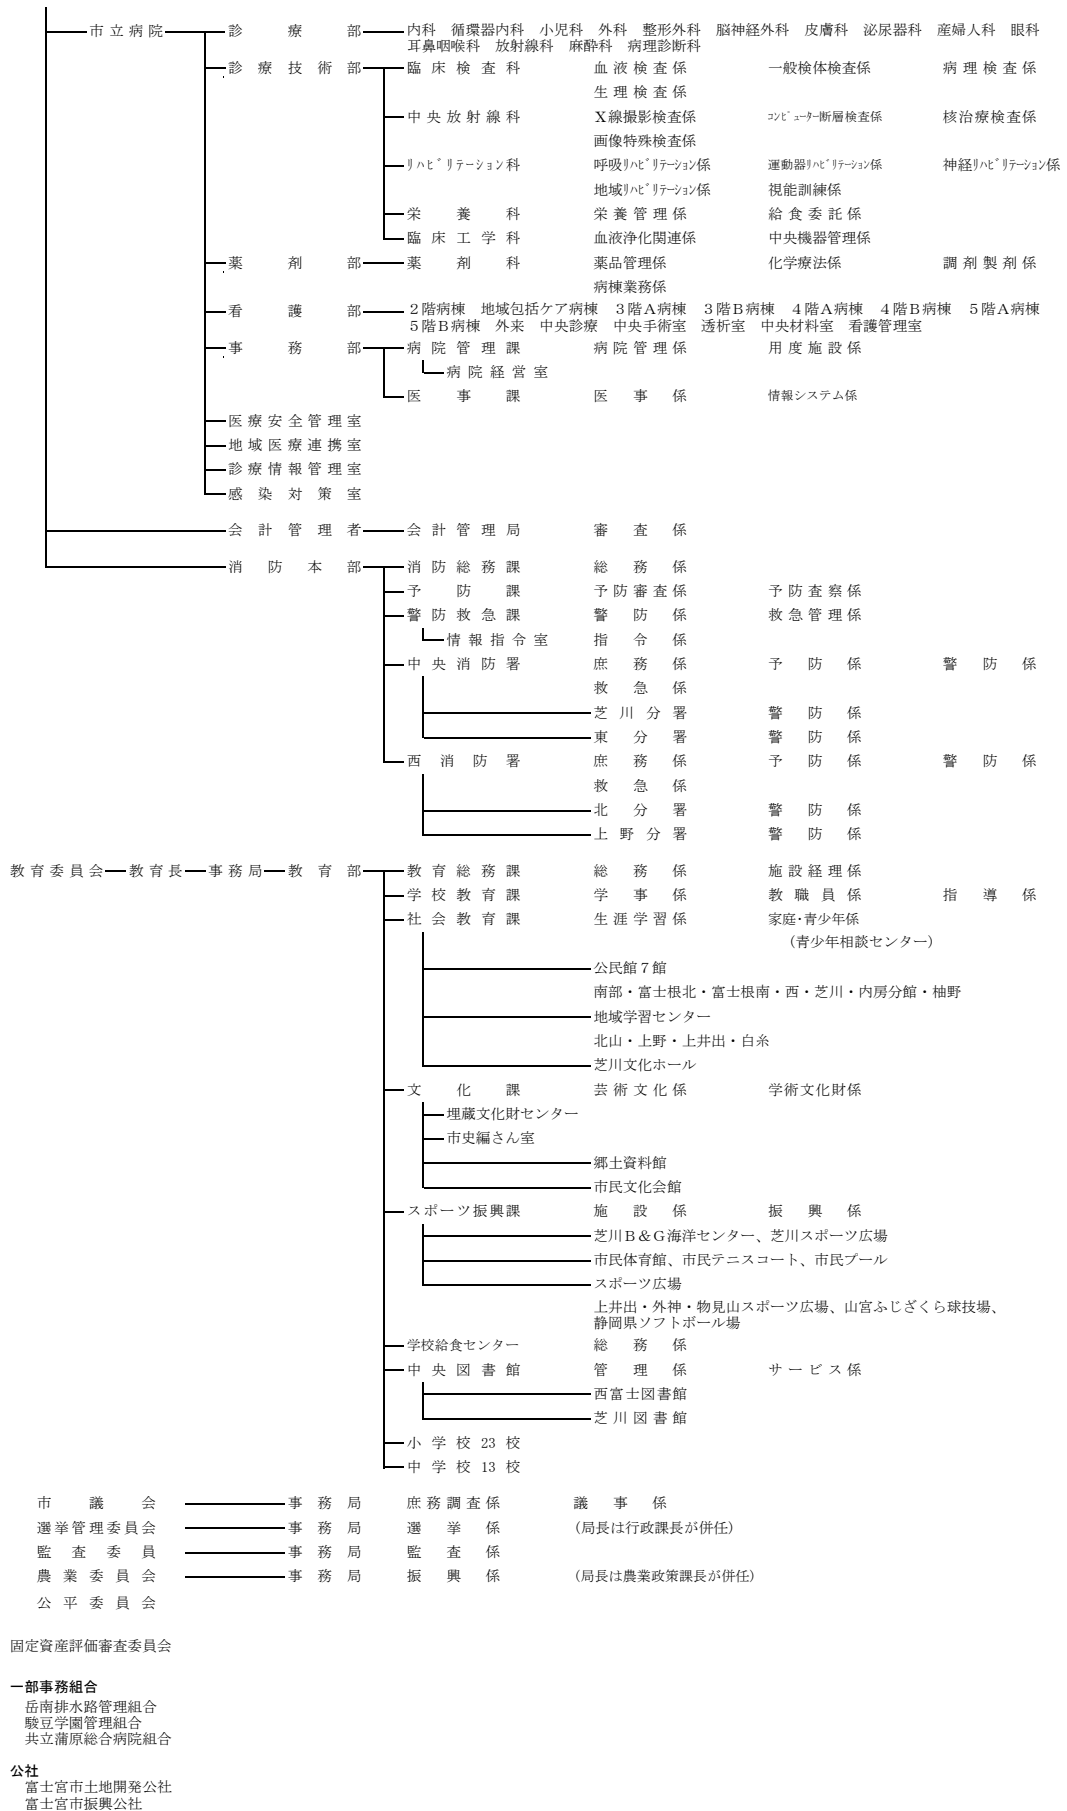 市立病院 診療部 内科 循環器内科 小児科 外科 整形外科 脳神経外科 皮膚科 泌尿器科 産婦人科 眼科
耳鼻咽喉科 放射線科 麻酔科 病理診断科
診療技術部 臨床検査科 血液検査係 一般検体検査係 病理検査係
生理検査係
中央放射線科 X線撮影検査係 ｺﾝﾋﾟｭｰﾀｰ断層検査係 核治療検査係
画像特殊検査係
ﾘﾊﾋﾞﾘﾃｰｼｮﾝ科 呼吸ﾘﾊﾋﾞﾘﾃｰｼｮﾝ係 運動器ﾘﾊﾋﾞﾘﾃｰｼｮﾝ係 神経ﾘﾊﾋﾞﾘﾃｰｼｮﾝ係
地域ﾘﾊﾋﾞﾘﾃｰｼｮﾝ係 視能訓練係
栄養科 栄養管理係 給食委託係
臨床工学科 血液浄化関連係 中央機器管理係
薬剤部 薬剤科 薬品管理係 化学療法係 調剤製剤係
病棟業務係
看護部 ２階病棟 地域包括ケア病棟 ３階Ａ病棟 ３階Ｂ病棟 ４階Ａ病棟 ４階Ｂ病棟 ５階Ａ病棟
５階Ｂ病棟 外来 中央診療 中央手術室 透析室 中央材料室 看護管理室
事務部 病院管理課 病院管理係 用度施設係
病院経営室
医事課 医事係 情報システム係
医療安全管理室
地域医療連携室
診療情報管理室
感染対策室
会計管理者 会計管理局 審査係
消防本部 消防総務課 総務係
予防課 予防審査係 予防査察係
警防救急課 警防係 救急管理係
情報指令室 指令係
中央消防署 庶務係 予防係 警防係
救急係
芝川分署 警防係
東分署 警防係
西消防署 庶務係 予防係 警防係
救急係
北分署 警防係
上野分署 警防係
教育委員会 教育長 事務局 教育部 教育総務課 総務係 施設経理係
学校教育課 学事係 教職員係 指導係
社会教育課 生涯学習係 家庭･青少年係
（青少年相談センター）
公民館７館
南部・富士根北・富士根南・西・芝川・内房分館・柚野
地域学習センター
北山・上野・上井出・白糸
芝川文化ホール
文化課 芸術文化係 学術文化財係
埋蔵文化財センター
市史編さん室
郷土資料館
市民文化会館
スポーツ振興課 施設係 振興係
芝川Ｂ＆Ｇ海洋センター、芝川スポーツ広場
市民体育館、市民テニスコート、市民プール
スポーツ広場
上井出・外神・物見山スポーツ広場、山宮ふじざくら球技場、
静岡県ソフトボール場
学校給食センター 総務係
中央図書館 管理係 サービス係
西富士図書館
芝川図書館
小学校 23 校
中学校 13 校
市議会 事務局 庶務調査係 議事係
選挙管理委員会 事務局 選挙係 （局長は行政課長が併任）
監査委員 事務局 監査係
農業委員会 事務局 振興係 （局長は農業政策課長が併任）
公平委員会
固定資産評価審査委員会
一部事務組合
岳南排水路管理組合
駿豆学園管理組合
共立蒲原総合病院組合
公社
富士宮市土地開発公社
富士宮市振興公社